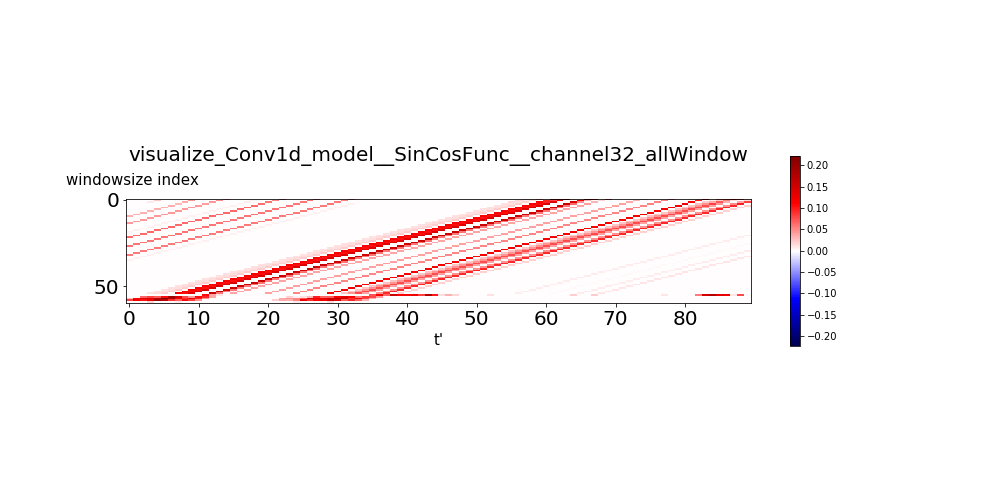 visualize_Conv1d_model__SinCosFunc__channel32_allWindow
windowsize index
0
50
0 10 20 30 40 50 60 70 80
t'
0.20
0.15
0.10
0.05
0.00
−0.05
−0.10
−0.15
−0.20